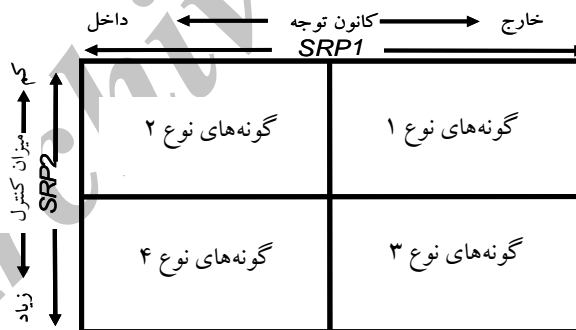 خارج کانون توجه داخل
SRP1
کم میزان کنترل زیاد
SRP2
گونه‌های نوع ۱
گونه‌های نوع ۲
گونه‌های نوع ۳
گونه‌های نوع ۴